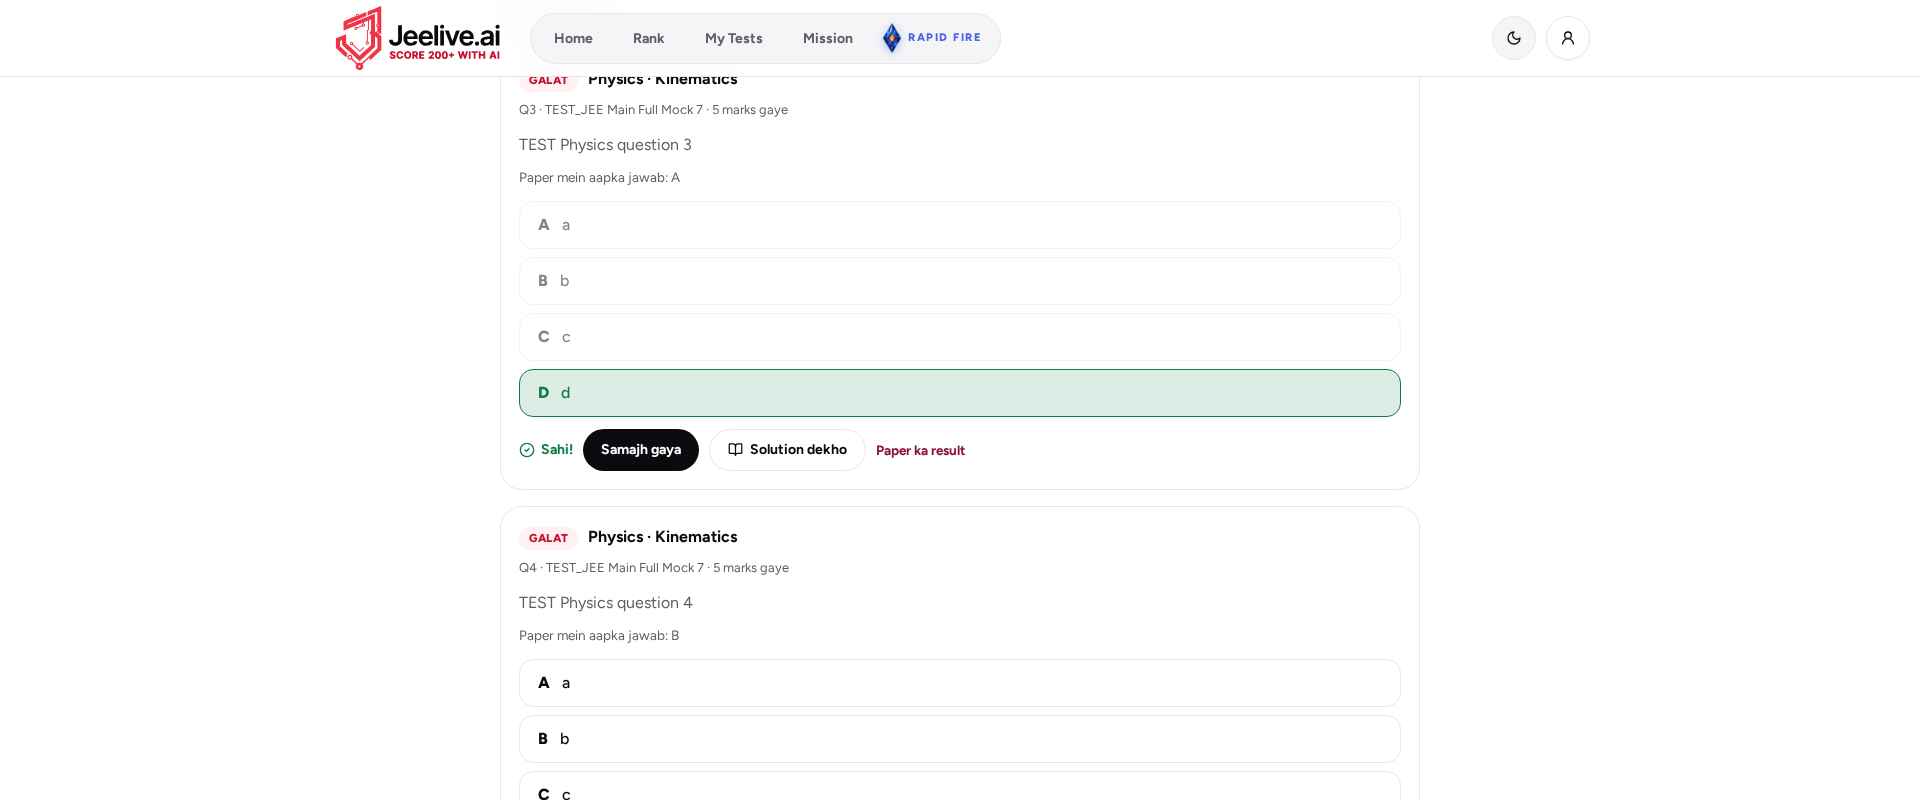 Jeelive.ai
SCORE 200+ WITH AI
Home Rank My Tests Mission RAPID FIRE
GALAT Physics · Kinematics
Q3 · TEST_JEE Main Full Mock 7 · 5 marks gaye
TEST Physics question 3
Paper mein aapka jawab: A
A a
B b
C c
D d
Sahi! Samajh gaya Solution dekho Paper ka result
GALAT Physics · Kinematics
Q4 · TEST_JEE Main Full Mock 7 · 5 marks gaye
TEST Physics question 4
Paper mein aapka jawab: B
A a
B b
C c